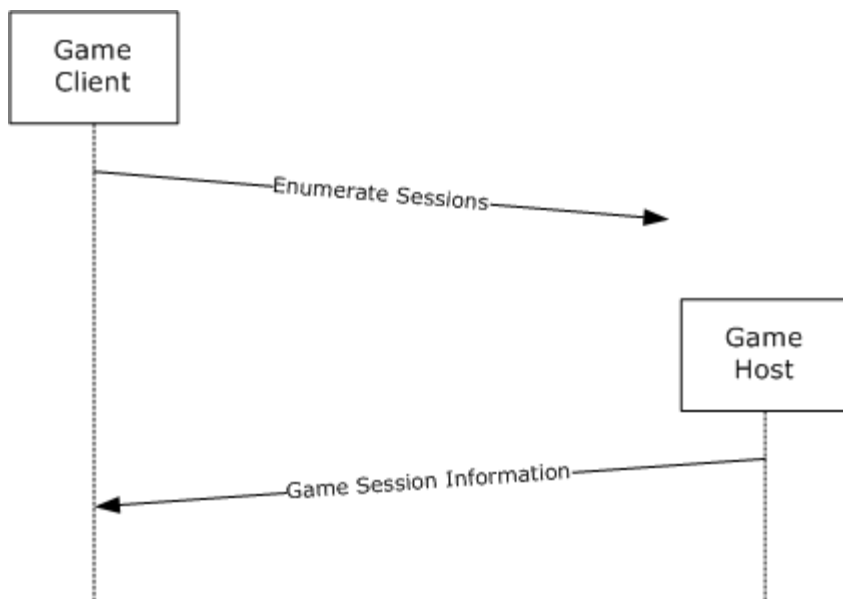 Game
Client
Enumerate Sessions
Game
Host
Game Session Information